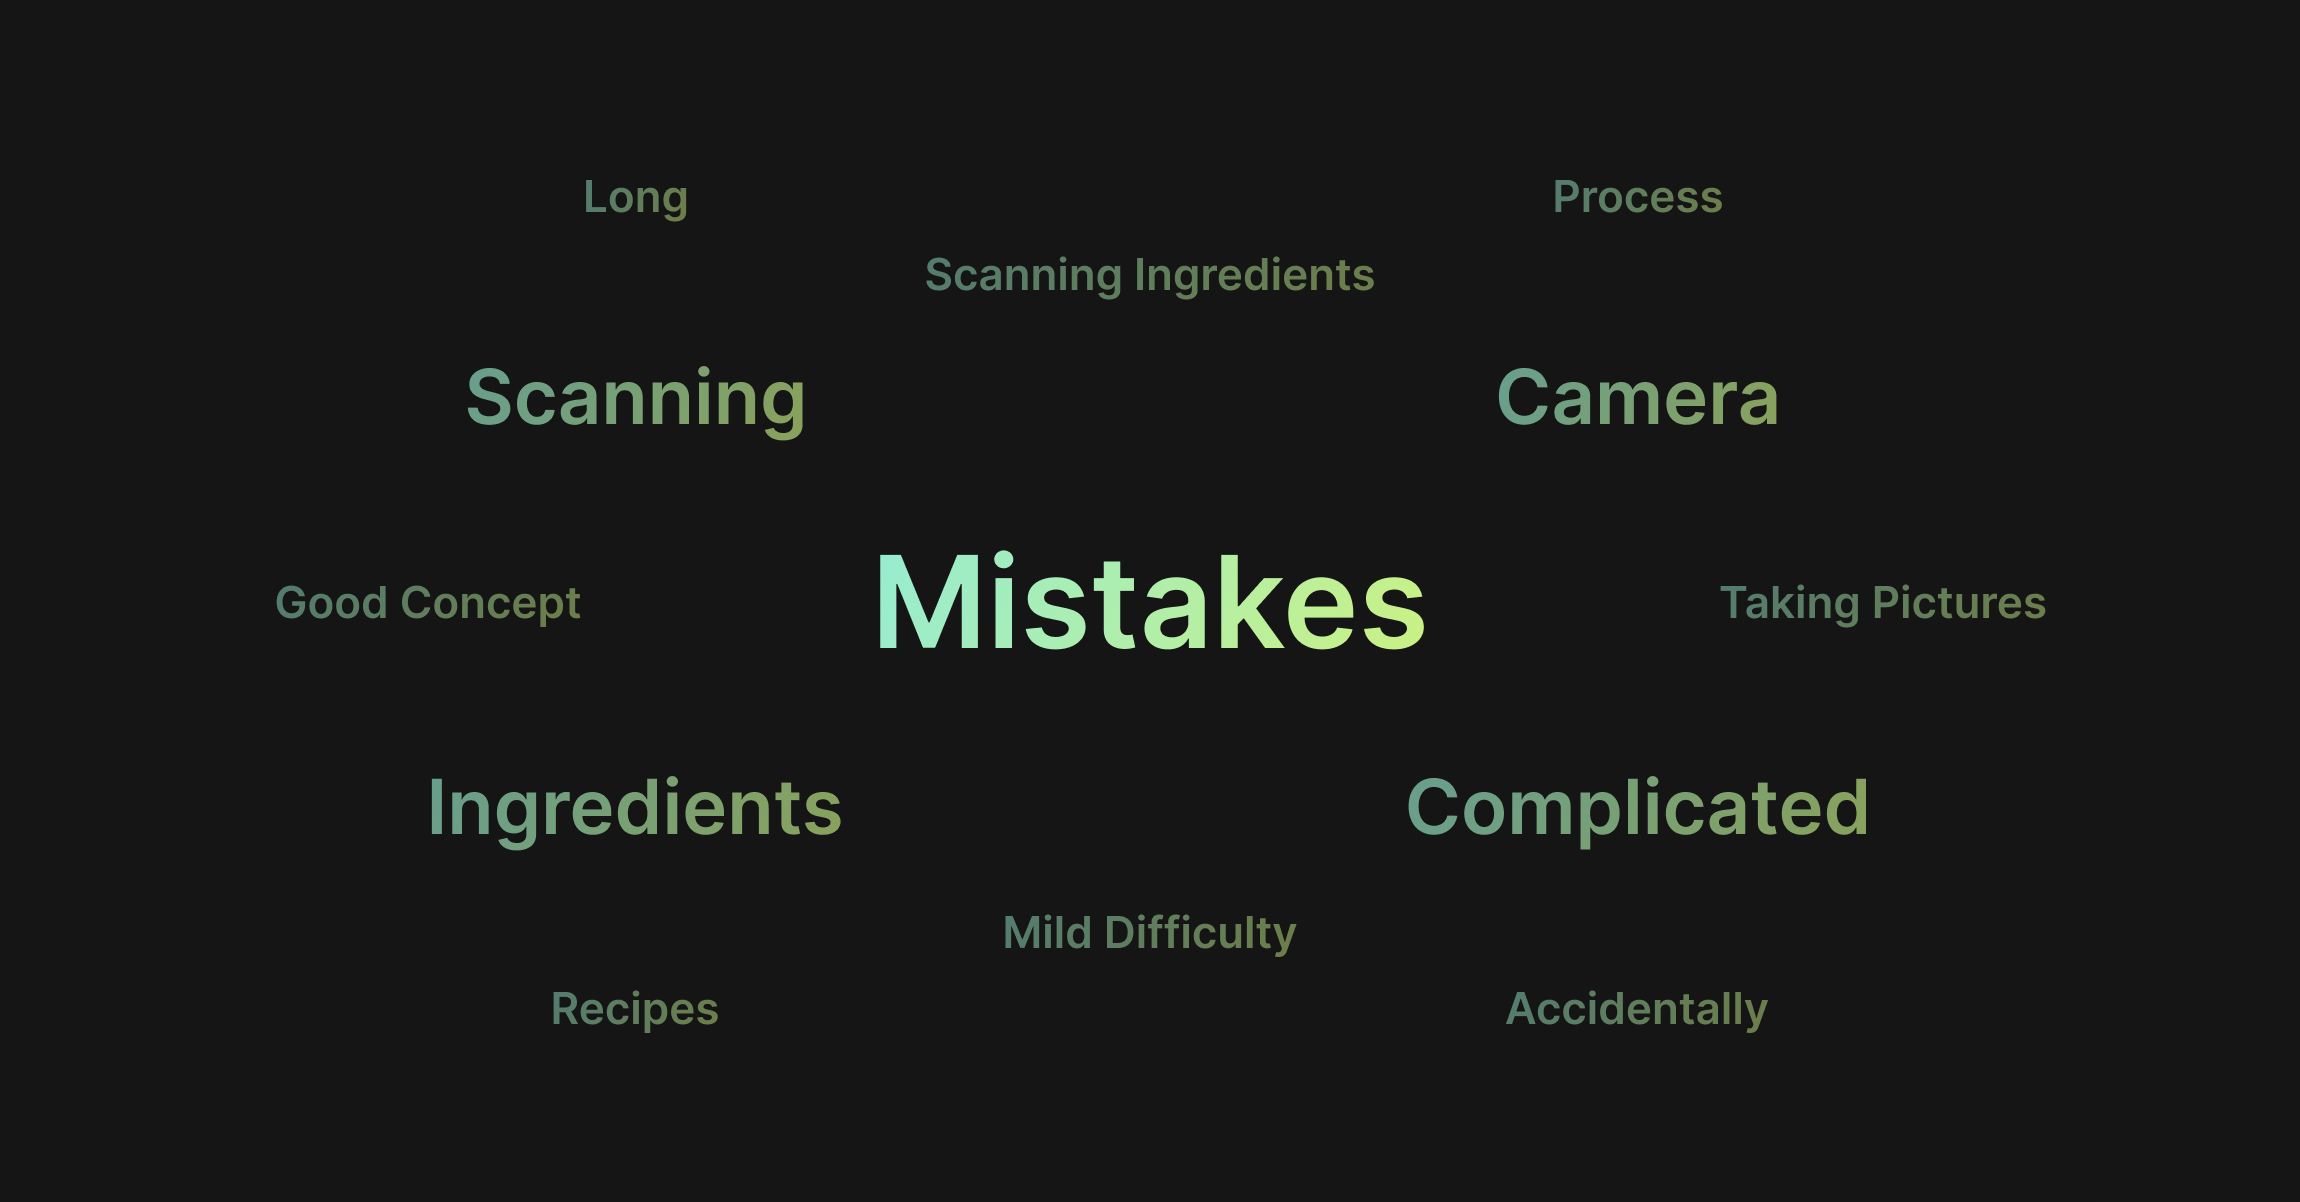 Long
Process
Scanning Ingredients
Scanning
Camera
Good Concept
Mistakes
Taking Pictures
Ingredients
Complicated
Mild Difficulty
Recipes
Accidentally